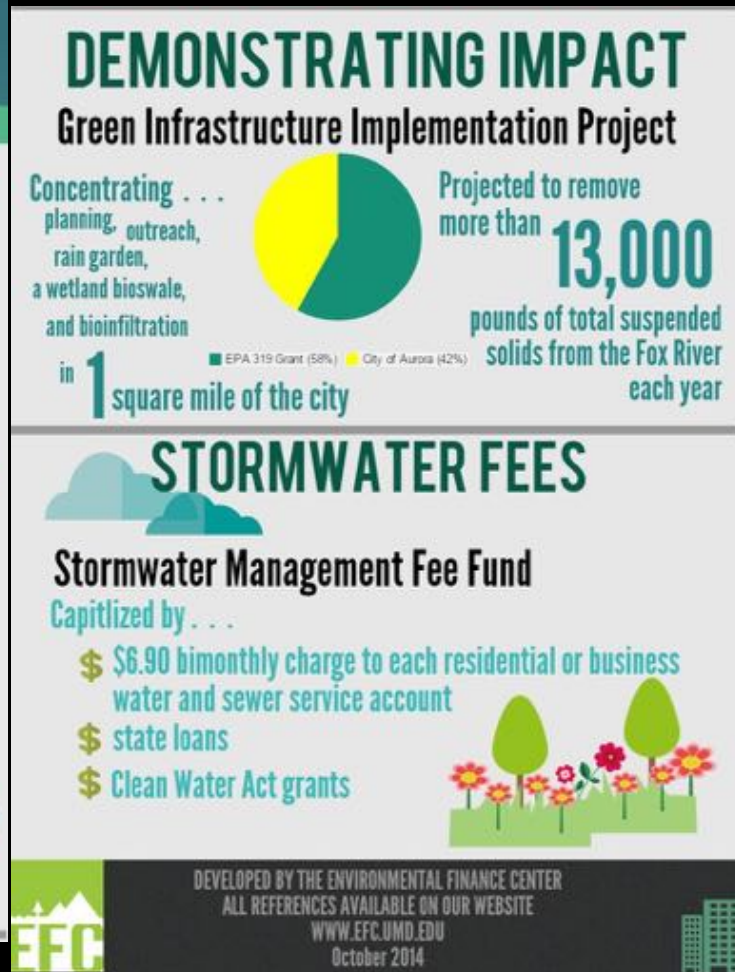 DEMONSTRATING IMPACT
Green Infrastructure Implementation Project
Concentrating . . .
planning, outreach,
rain garden,
a wetland bioswale,
and bioinfiltration
in 1 square mile of the city
EPA 319 Grant (58%) City of Aurora (42%)
Projected to remove
more than 13,000
pounds of total suspended
solids from the Fox River
each year
STORMWATER FEES
Stormwater Management Fee Fund
Capitlized by . . .
$ $6.90 bimonthly charge to each residential or business
water and sewer service account
$ state loans
$ Clean Water Act grants
EFC
DEVELOPED BY THE ENVIRONMENTAL FINANCE CENTER
ALL REFERENCES AVAILABLE ON OUR WEBSITE
WWW.EFC.UMD.EDU
October 2014